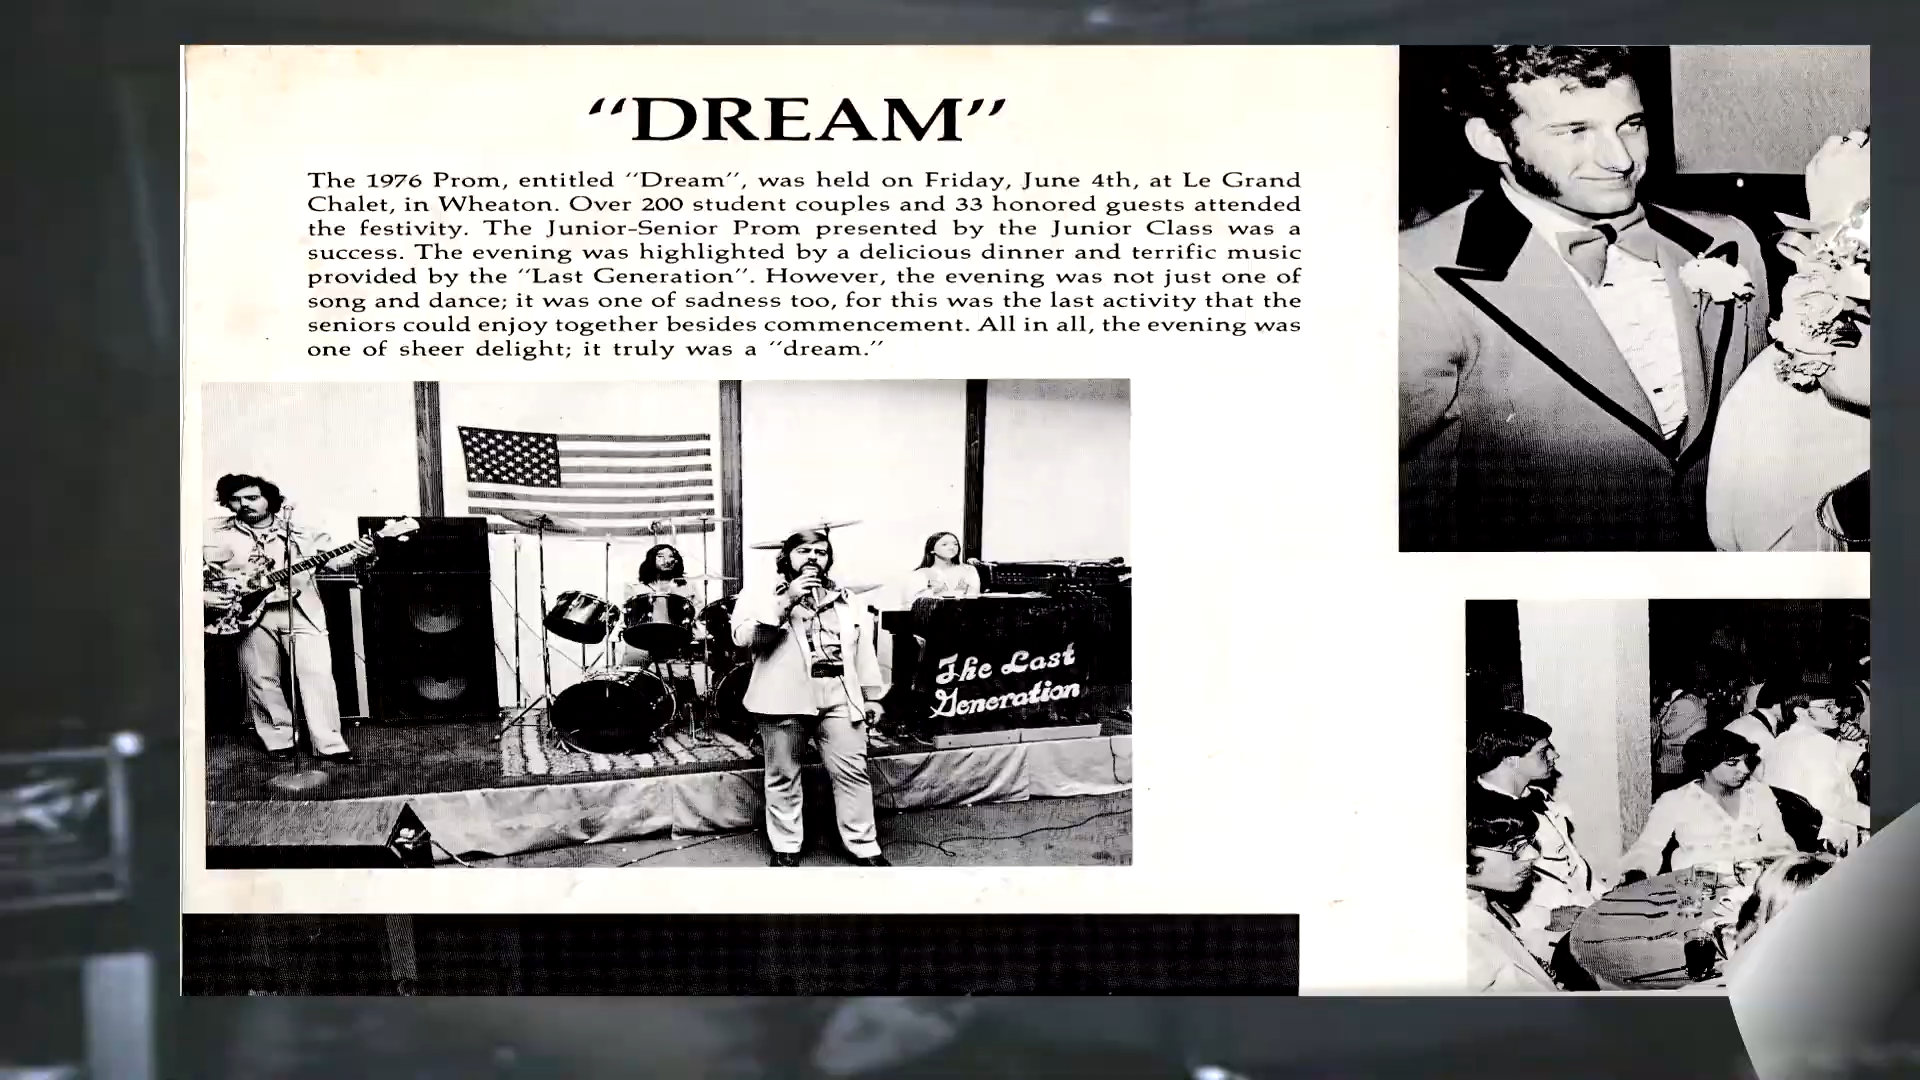 "DREAM"
The 1976 Prom, entitled "Dream", was held on Friday, June 4th, at Le Grand
Chalet, in Wheaton. Over 200 student couples and 33 honored guests attended
the festivity. The Junior-Senior Prom presented by the Junior Class was a
success. The evening was highlighted by a delicious dinner and terrific music
provided by the "Last Generation". However, the evening was not just one of
song and dance; it was one of sadness too, for this was the last activity that the
seniors could enjoy together besides commencement. All in all, the evening was
one of sheer delight; it truly was a "dream."
The Last
Generation